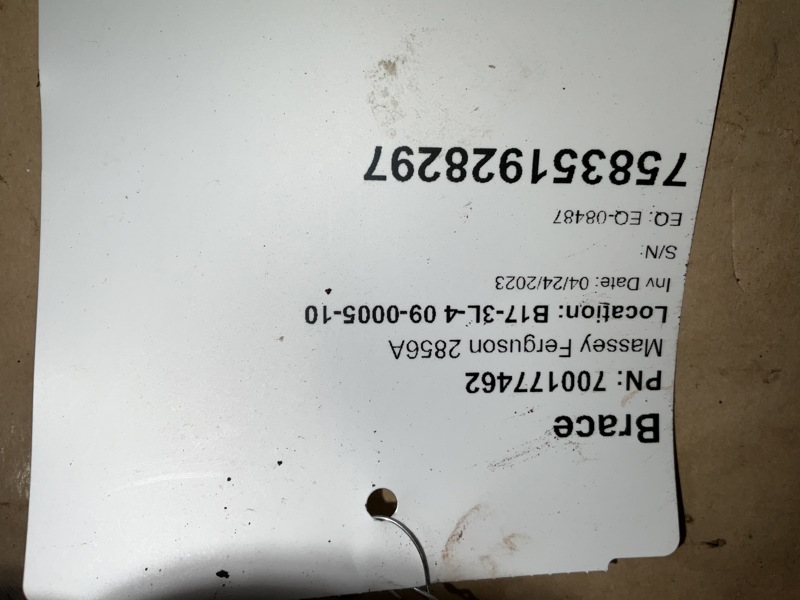 Brace
PN: 700177462
Massey Ferguson 2856A
Location: B17-3L-4 09-0005-10
Inv Date: 04/24/2023
S/N:
EQ: EQ-08487
758351928297